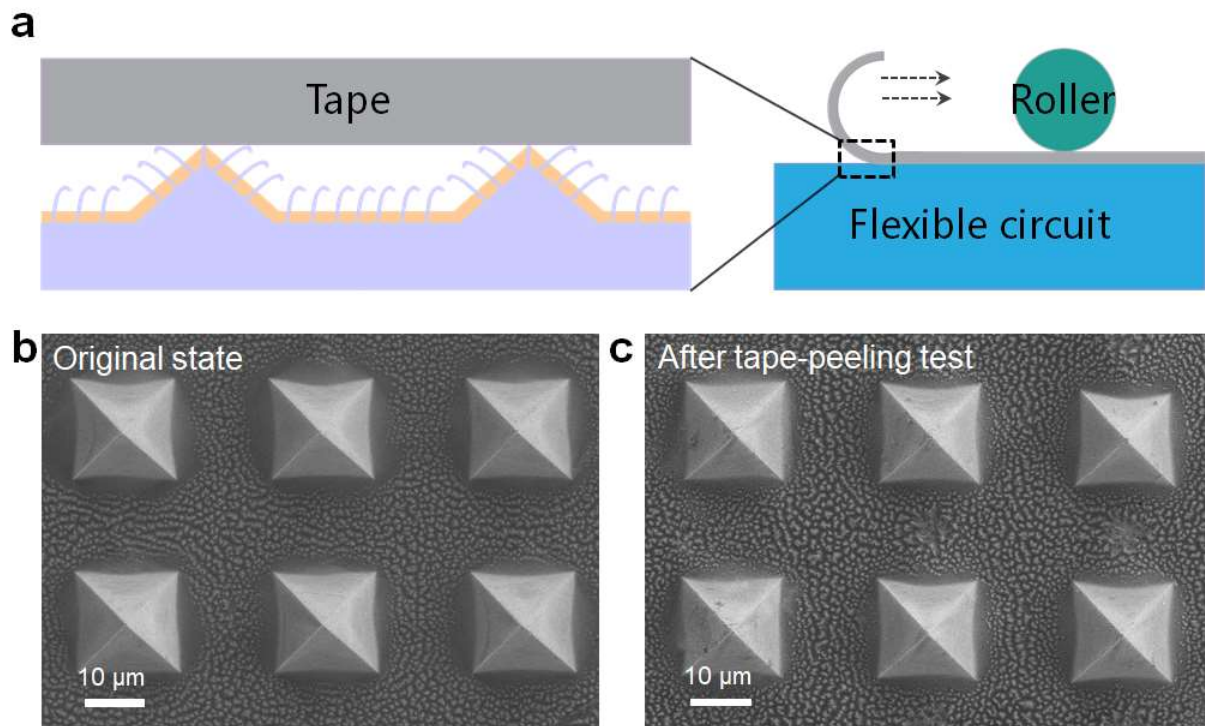 a
Tape
Roller
Flexible circuit
b
Original state
10 μm
c
After tape-peeling test
10 μm